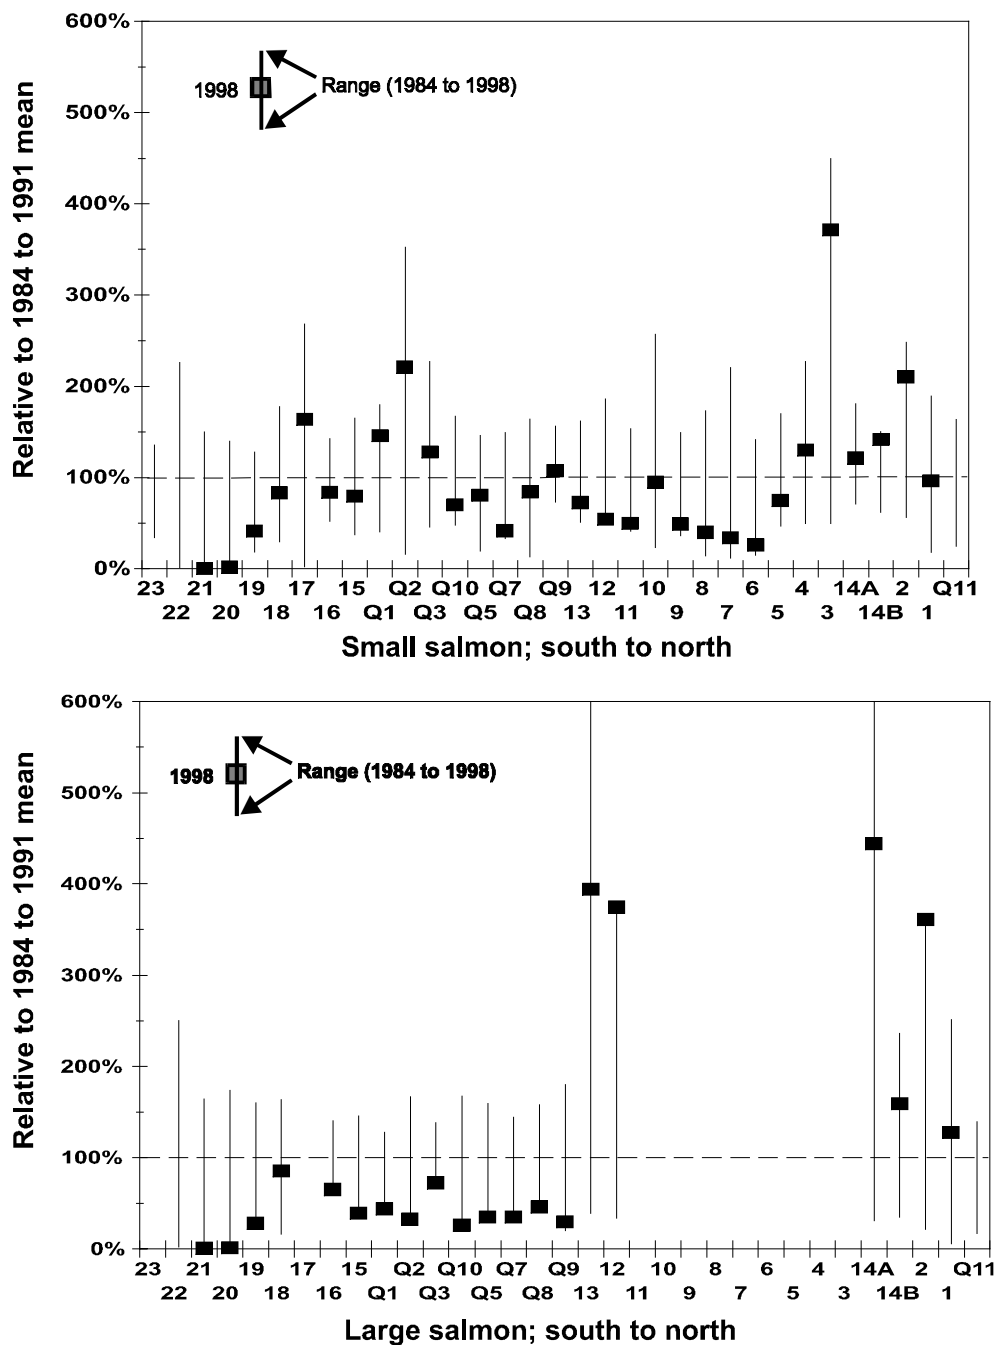 600%
500%
400%
300%
200%
100%
0%
Relative to 1984 to 1991 mean
1998
Range (1984 to 1998)
23 21 19 17 15 Q2 Q10 Q7 Q9 12 10 8 6 4 14A 2 Q11
22 20 18 16 Q1 Q3 Q5 Q8 13 11 9 7 5 3 14B 1
Small salmon; south to north
600%
500%
400%
300%
200%
100%
0%
Relative to 1984 to 1991 mean
1998
Range (1984 to 1998)
23 21 19 17 15 Q2 Q10 Q7 Q9 13 12 10 8 6 4 14A 2 Q11
22 20 18 16 Q1 Q3 Q5 Q8 11 9 7 5 3 14B 1
Large salmon; south to north